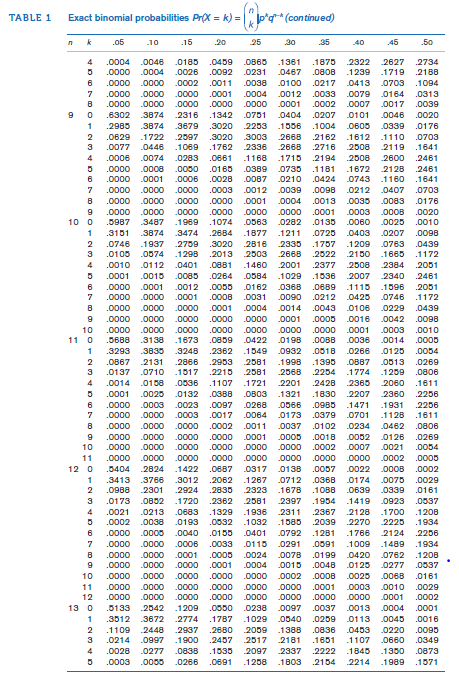 TABLE 1 Exact binomial probabilities Pr(X = k) = (n k) p^k q^n-k (continued)
n k .05 .10 .15 .20 .25 .30 .35 .40 .45 .50
4 .0004 .0046 .0185 .0459 .0865 .1361 .1875 .2322 .2627 .2734
5 .0000 .0004 .0026 .0092 .0231 .0467 .0808 .1239 .1719 .2188
6 .0000 .0000 .0002 .0011 .0038 .0100 .0217 .0413 .0703 .1094
7 .0000 .0000 .0000 .0001 .0004 .0012 .0033 .0079 .0164 .0313
8 .0000 .0000 .0000 .0000 .0000 .0001 .0002 .0007 .0017 .0039
9 0 .6302 .3874 .2316 .1342 .0751 .0404 .0207 .0101 .0046 .0020
1 .2985 .3874 .3679 .3020 .2253 .1556 .1004 .0605 .0339 .0176
2 .0629 .1722 .2597 .3020 .3003 .2668 .2162 .1612 .1110 .0703
3 .0077 .0446 .1069 .1762 .2336 .2668 .2716 .2508 .2119 .1641
4 .0006 .0074 .0283 .0661 .1168 .1715 .2194 .2508 .2600 .2461
5 .0000 .0008 .0050 .0165 .0389 .0735 .1181 .1672 .2128 .2461
6 .0000 .0001 .0006 .0028 .0087 .0210 .0424 .0743 .1160 .1641
7 .0000 .0000 .0000 .0003 .0012 .0039 .0098 .0212 .0407 .0703
8 .0000 .0000 .0000 .0000 .0001 .0004 .0013 .0035 .0083 .0176
9 .0000 .0000 .0000 .0000 .0000 .0000 .0001 .0003 .0008 .0020
10 0 .5987 .3487 .1969 .1074 .0563 .0282 .0135 .0060 .0025 .0010
1 .3151 .3874 .3474 .2684 .1877 .1211 .0725 .0403 .0207 .0098
2 .0746 .1937 .2759 .3020 .2816 .2335 .1757 .1209 .0763 .0439
3 .0105 .0574 .1298 .2013 .2503 .2668 .2522 .2150 .1665 .1172
4 .0010 .0112 .0401 .0881 .1460 .2001 .2377 .2508 .2384 .2051
5 .0001 .0015 .0085 .0264 .0584 .1029 .1536 .2007 .2340 .2461
6 .0000 .0001 .0012 .0055 .0162 .0368 .0689 .1115 .1596 .2051
7 .0000 .0000 .0001 .0008 .0031 .0090 .0212 .0425 .0746 .1172
8 .0000 .0000 .0000 .0001 .0004 .0014 .0043 .0106 .0229 .0439
9 .0000 .0000 .0000 .0000 .0000 .0001 .0005 .0016 .0042 .0098
10 .0000 .0000 .0000 .0000 .0000 .0000 .0000 .0001 .0003 .0010
11 0 .5688 .3138 .1673 .0859 .0422 .0198 .0088 .0036 .0014 .0005
1 .3293 .3835 .3248 .2362 .1549 .0932 .0518 .0266 .0125 .0054
2 .0867 .2131 .2866 .2953 .2581 .1998 .1395 .0887 .0513 .0269
3 .0137 .0710 .1517 .2215 .2581 .2568 .2254 .1774 .1259 .0806
4 .0014 .0158 .0536 .1107 .1721 .2201 .2428 .2365 .2060 .1611
5 .0001 .0025 .0132 .0388 .0803 .1321 .1830 .2207 .2360 .2256
6 .0000 .0003 .0023 .0097 .0268 .0566 .0985 .1471 .1931 .2256
7 .0000 .0000 .0003 .0017 .0064 .0173 .0379 .0701 .1128 .1611
8 .0000 .0000 .0000 .0002 .0011 .0037 .0102 .0234 .0462 .0806
9 .0000 .0000 .0000 .0000 .0001 .0005 .0018 .0052 .0126 .0269
10 .0000 .0000 .0000 .0000 .0000 .0000 .0002 .0007 .0021 .0054
11 .0000 .0000 .0000 .0000 .0000 .0000 .0000 .0000 .0002 .0005
12 0 .5404 .2824 .1422 .0687 .0317 .0138 .0057 .0022 .0008 .0002
1 .3413 .3766 .3012 .2062 .1267 .0712 .0368 .0174 .0075 .0029
2 .0988 .2301 .2924 .2835 .2323 .1678 .1088 .0639 .0339 .0161
3 .0173 .0852 .1720 .2362 .2581 .2397 .1954 .1419 .0923 .0537
4 .0021 .0213 .0683 .1329 .1936 .2311 .2367 .2128 .1700 .1208
5 .0002 .0038 .0193 .0532 .1032 .1585 .2039 .2270 .2225 .1934
6 .0000 .0005 .0040 .0155 .0401 .0792 .1281 .1766 .2124 .2256
7 .0000 .0000 .0006 .0033 .0115 .0291 .0591 .1009 .1489 .1934
8 .0000 .0000 .0001 .0005 .0024 .0078 .0199 .0420 .0762 .1208
9 .0000 .0000 .0000 .0001 .0004 .0015 .0048 .0125 .0277 .0537
10 .0000 .0000 .0000 .0000 .0000 .0002 .0008 .0025 .0068 .0161
11 .0000 .0000 .0000 .0000 .0000 .0000 .0001 .0003 .0010 .0029
12 .0000 .0000 .0000 .0000 .0000 .0000 .0000 .0000 .0001 .0002
13 0 .5133 .2542 .1209 .0550 .0238 .0097 .0037 .0013 .0004 .0001
1 .3512 .3672 .2774 .1787 .1029 .0540 .0259 .0113 .0045 .0016
2 .1109 .2448 .2937 .2680 .2059 .1388 .0836 .0453 .0220 .0095
3 .0214 .0997 .1900 .2457 .2517 .2181 .1651 .1107 .0660 .0349
4 .0028 .0277 .0838 .1535 .2097 .2337 .2222 .1845 .1350 .0873
5 .0003 .0055 .0266 .0691 .1258 .1803 .2154 .2214 .1989 .1571